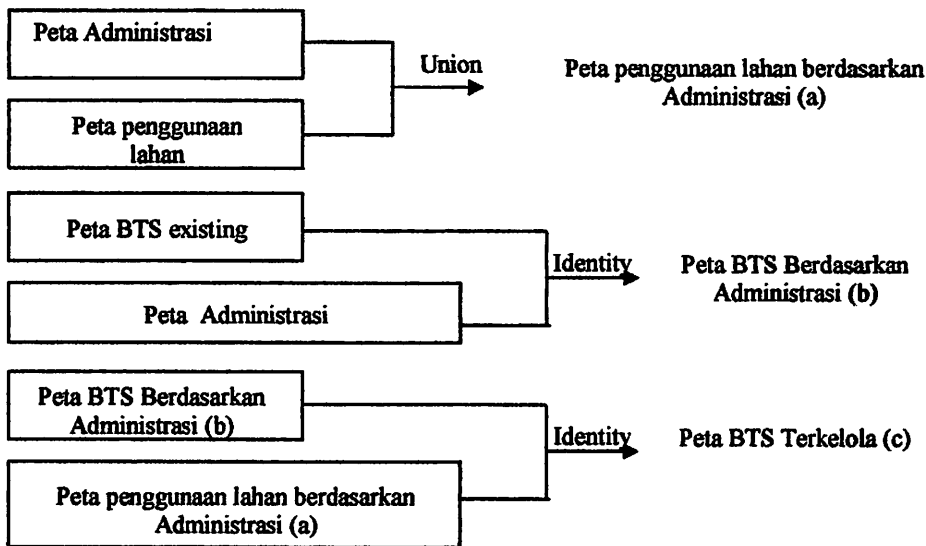 Peta Administrasi
Union
Peta penggunaan lahan berdasarkan
Administrasi (a)
Peta penggunaan
lahan
Peta BTS existing
Identity
Peta BTS Berdasarkan
Administrasi (b)
Peta Administrasi
Peta BTS Berdasarkan
Administrasi (b)
Identity
Peta BTS Terkelola (c)
Peta penggunaan lahan berdasarkan
Administrasi (a)